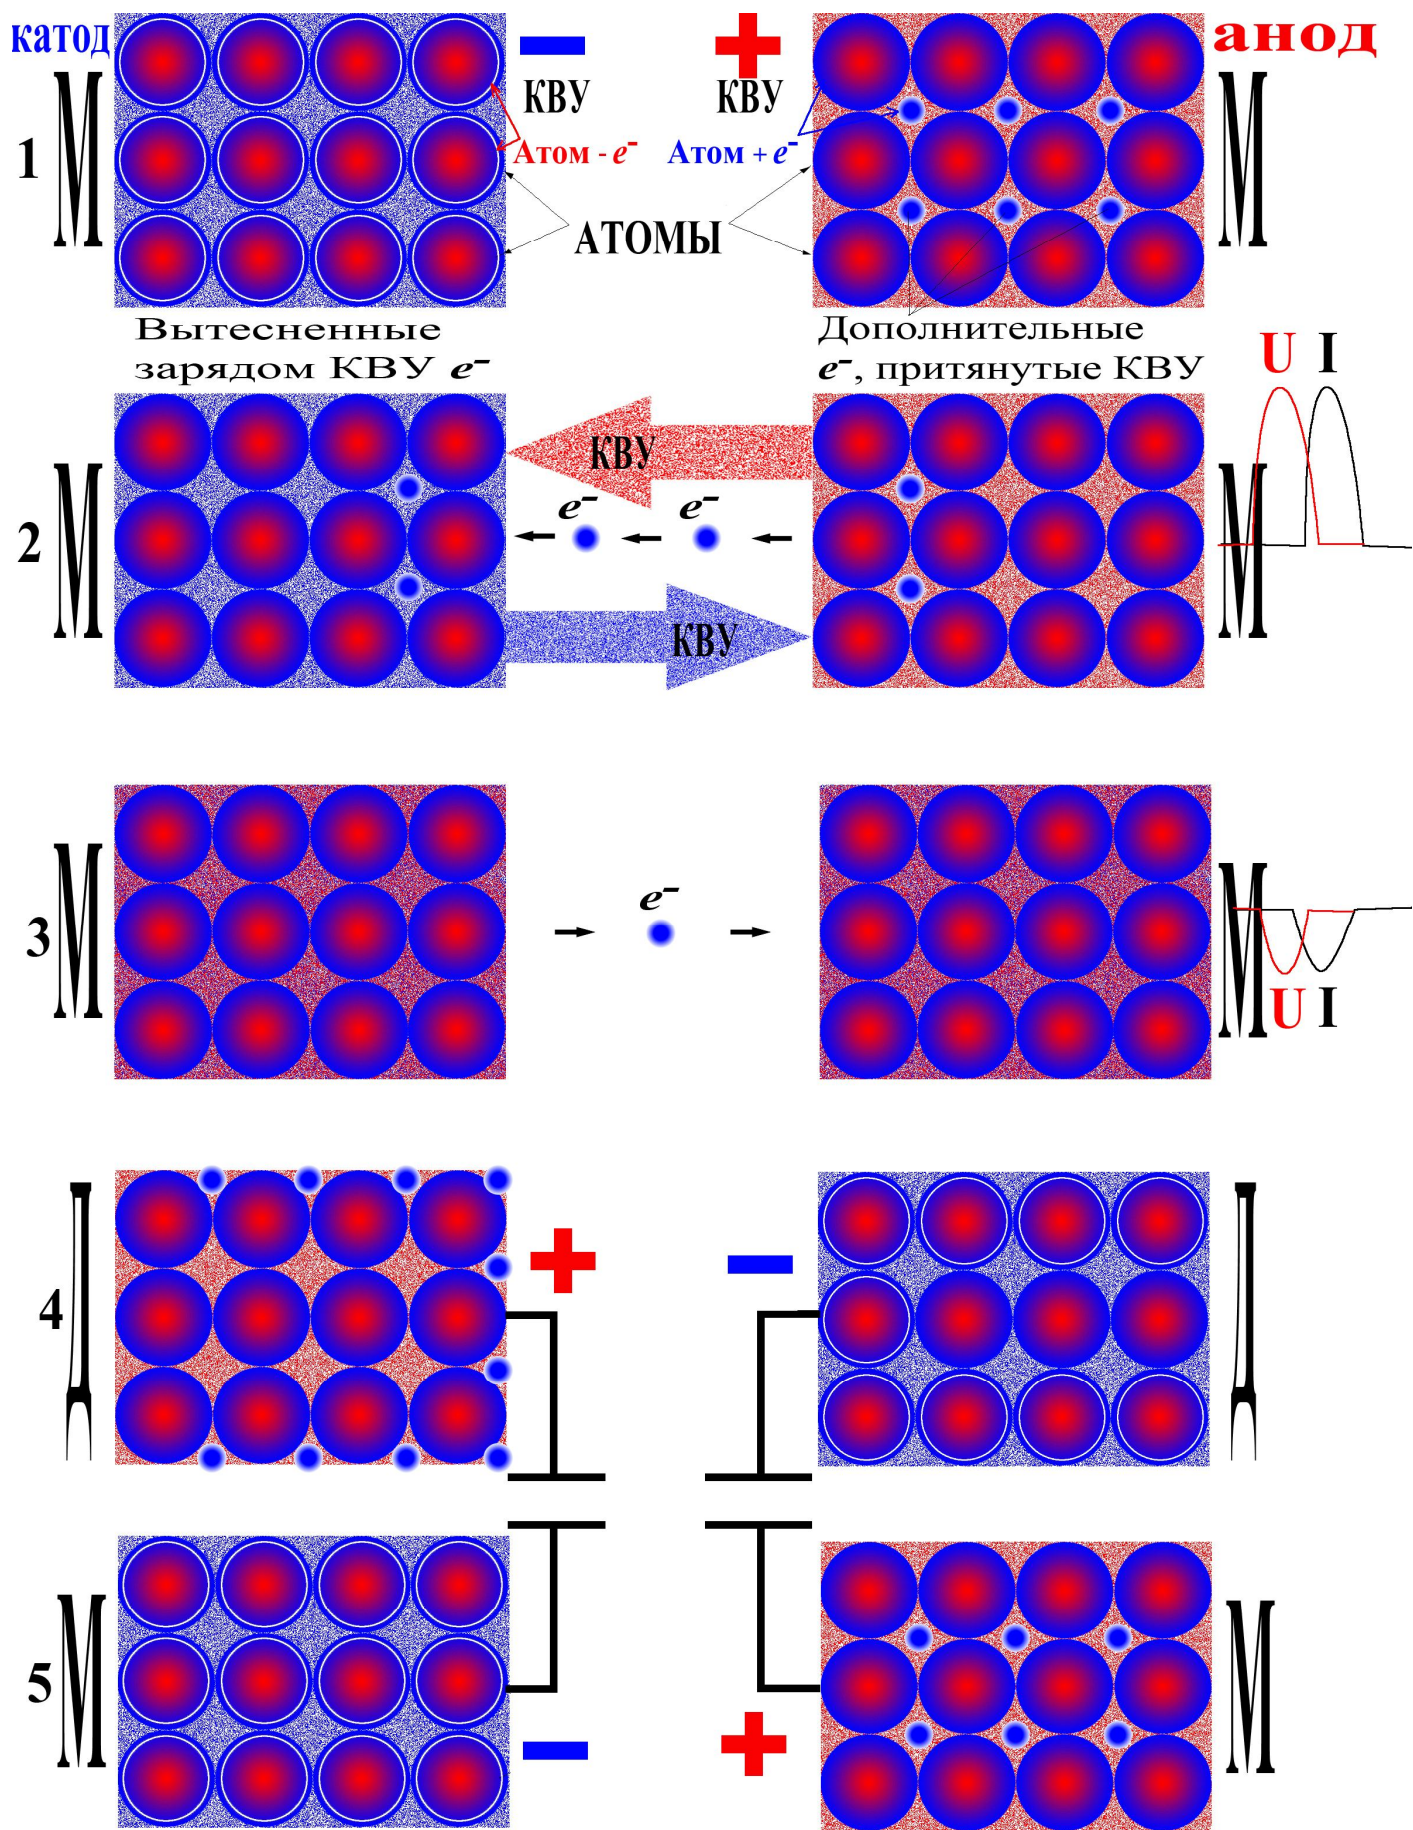 катод
анод
КВУ
КВУ
1 М
М
Атом - e⁻
Атом + e⁻
АТОМЫ
Вытесненные
зарядом КВУ e⁻
Дополнительные
e⁻, притянутые КВУ
U I
КВУ
2 М
М
e⁻ e⁻
КВУ
3 М
М
e⁻
U I
4
5 М
М